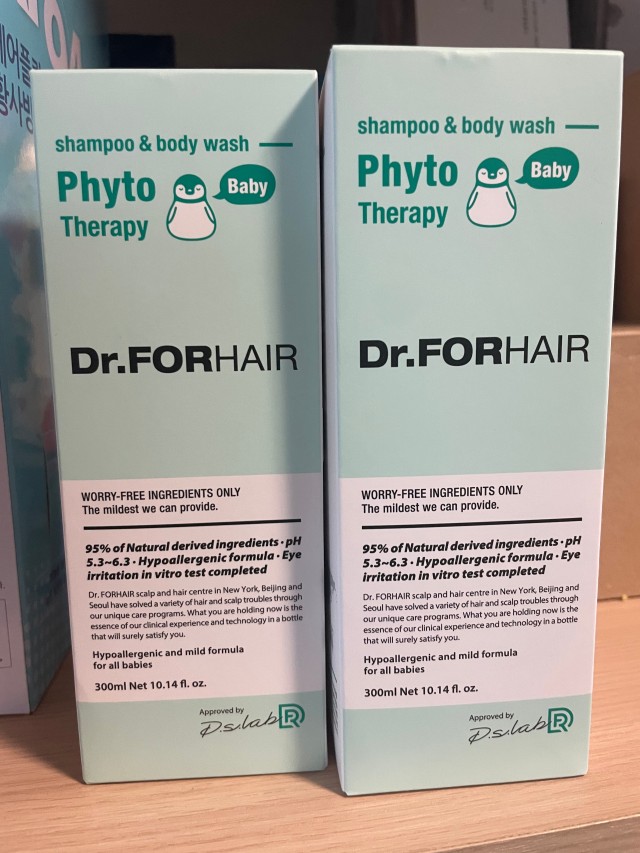 shampoo & body wash
Phyto
Baby
Therapy
Dr.FORHAIR
WORRY-FREE INGREDIENTS ONLY
The mildest we can provide.
95% of Natural derived ingredients · pH
5.3~6.3 · Hypoallergenic formula · Eye
irritation in vitro test completed
Dr. FORHAIR scalp and hair centre in New York, Beijing and
Seoul have solved a variety of hair and scalp troubles through
our unique care programs. What you are holding now is the
essence of our clinical experience and technology in a bottle
that will surely satisfy you.
Hypoallergenic and mild formula
for all babies
300ml Net 10.14 fl. oz.
Approved by
D.s.lab
shampoo & body wash
Phyto
Baby
Therapy
Dr.FORHAIR
WORRY-FREE INGREDIENTS ONLY
The mildest we can provide.
95% of Natural derived ingredients · pH
5.3~6.3 · Hypoallergenic formula · Eye
irritation in vitro test completed
Dr. FORHAIR scalp and hair centre in New York, Beijing and
Seoul have solved a variety of hair and scalp troubles through
our unique care programs. What you are holding now is the
essence of our clinical experience and technology in a bottle
that will surely satisfy you.
Hypoallergenic and mild formula
for all babies
300ml Net 10.14 fl. oz.
Approved by
D.s.lab